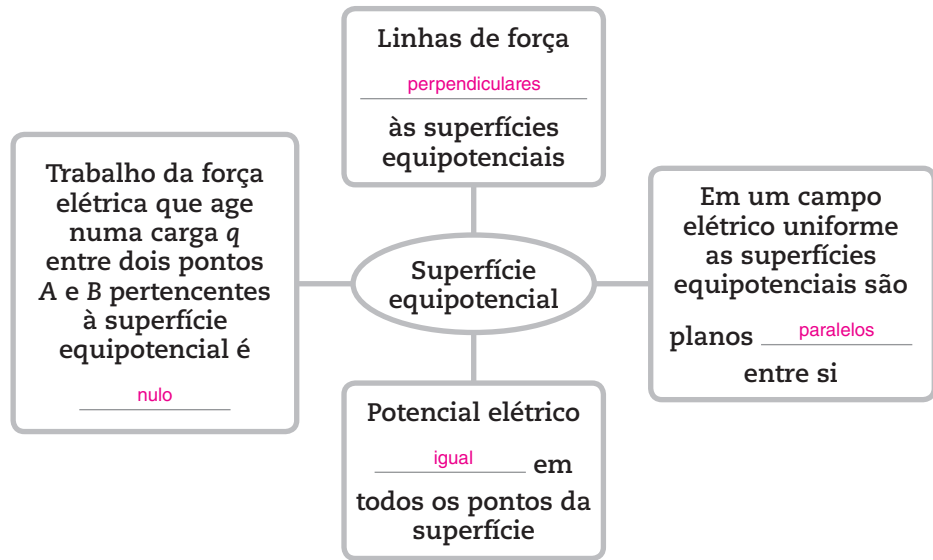 Linhas de força
perpendiculares
às superfícies
equipotenciais
Trabalho da força
elétrica que age
numa carga q
entre dois pontos
A e B pertencentes
à superfície
equipotencial é
nulo
Superfície
equipotencial
Em um campo
elétrico uniforme
as superfícies
equipotenciais são
planos paralelos
entre si
Potencial elétrico
igual em
todos os pontos da
superfície